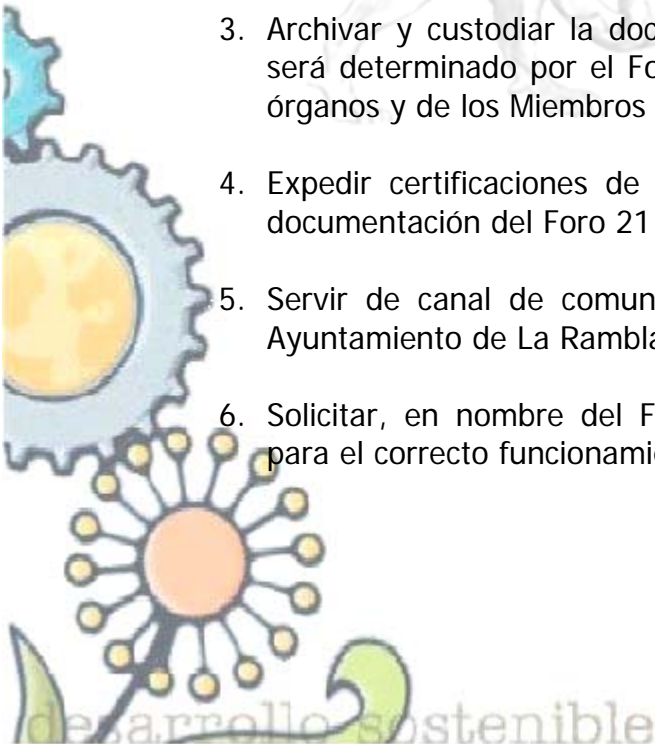 3. Archivar y custodiar la doc
será determinado por el Fo
órganos y de los Miembros
4. Expedir certificaciones de
documentación del Foro 21
5. Servir de canal de comun
Ayuntamiento de La Rambla
6. Solicitar, en nombre del F
para el correcto funcionamie
desarrollo sostenible